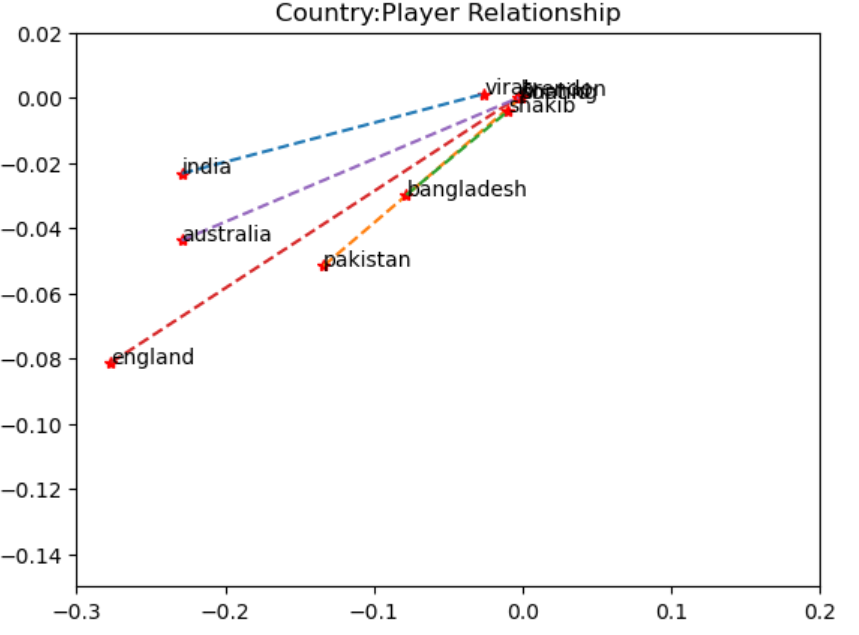 Country:Player Relationship
0.02
0.00
−0.02
−0.04
−0.06
−0.08
−0.10
−0.12
−0.14
virat
brendon
shakib
india
bangladesh
australia
pakistan
england
−0.3
−0.2
−0.1
0.0
0.1
0.2